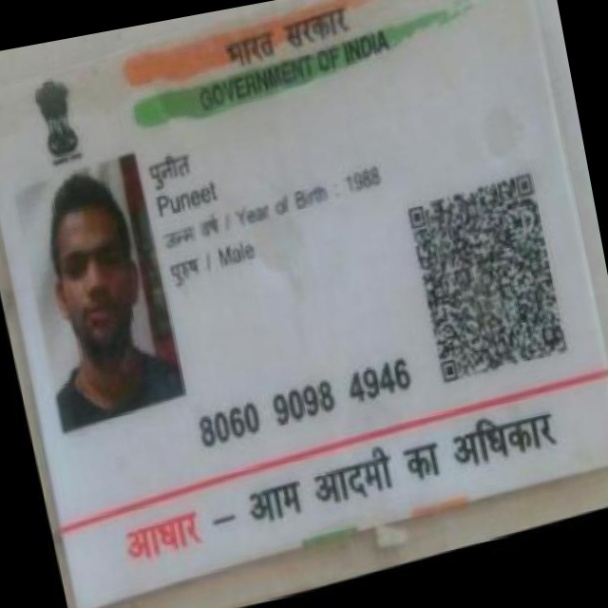 भारत सरकार
GOVERNMENT OF INDIA
पुनीत
Puneet
जन्म वर्ष / Year of Birth : 1988
पुरुष / Male
8060 9098 4946
आधार – आम आदमी का अधिकार